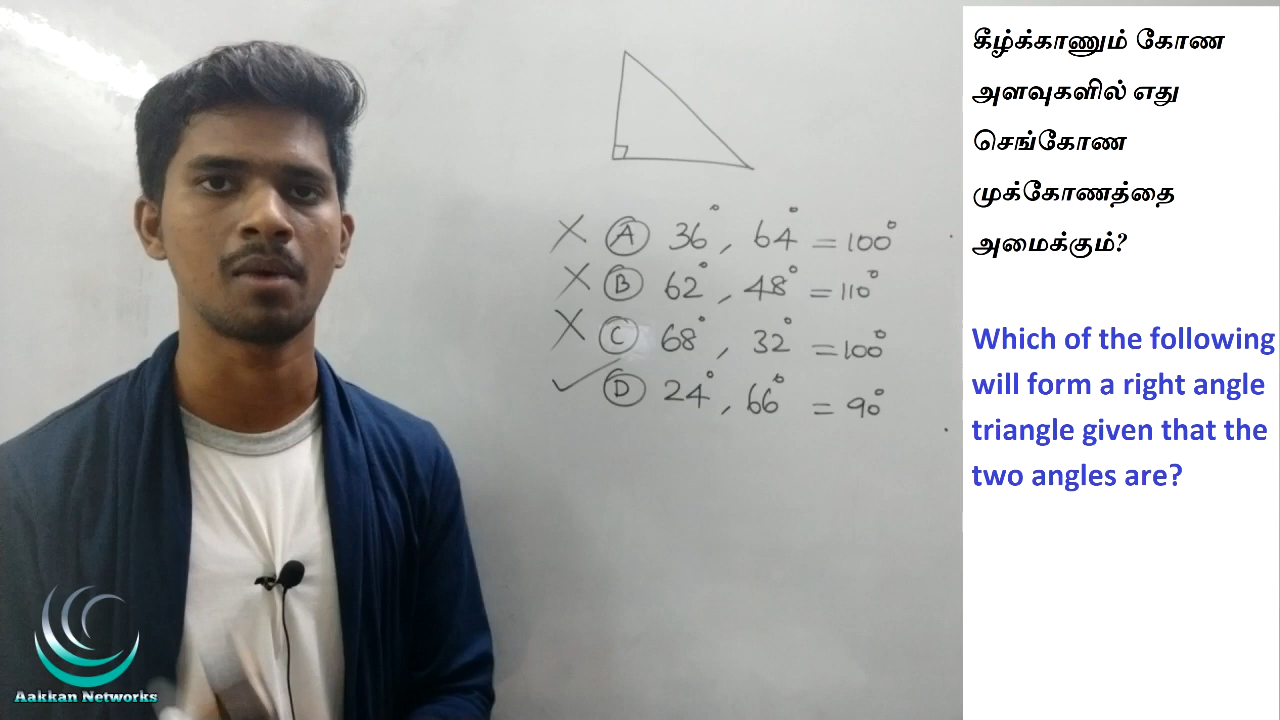 கீழ்க்காணும் கோண
அளவுகளில் எது
செங்கோண
முக்கோணத்தை
அமைக்கும்?
Which of the following
will form a right angle
triangle given that the
two angles are?
X Ⓐ 36°, 64° = 100°
X Ⓑ 62°, 48° = 110°
X Ⓒ 68°, 32° = 100°
✓ Ⓓ 24°, 66° = 90°
Aakkan Networks